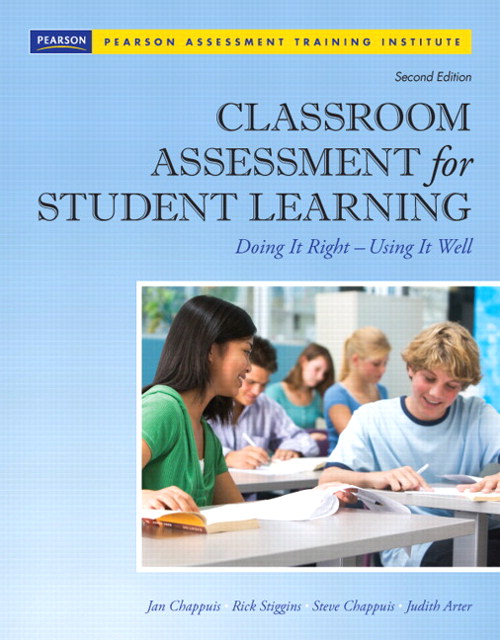 PEARSON PEARSON ASSESSMENT TRAINING INSTITUTE
Second Edition
CLASSROOM
ASSESSMENT for
STUDENT LEARNING
Doing It Right – Using It Well
Jan Chappuis · Rick Stiggins · Steve Chappuis · Judith Arter